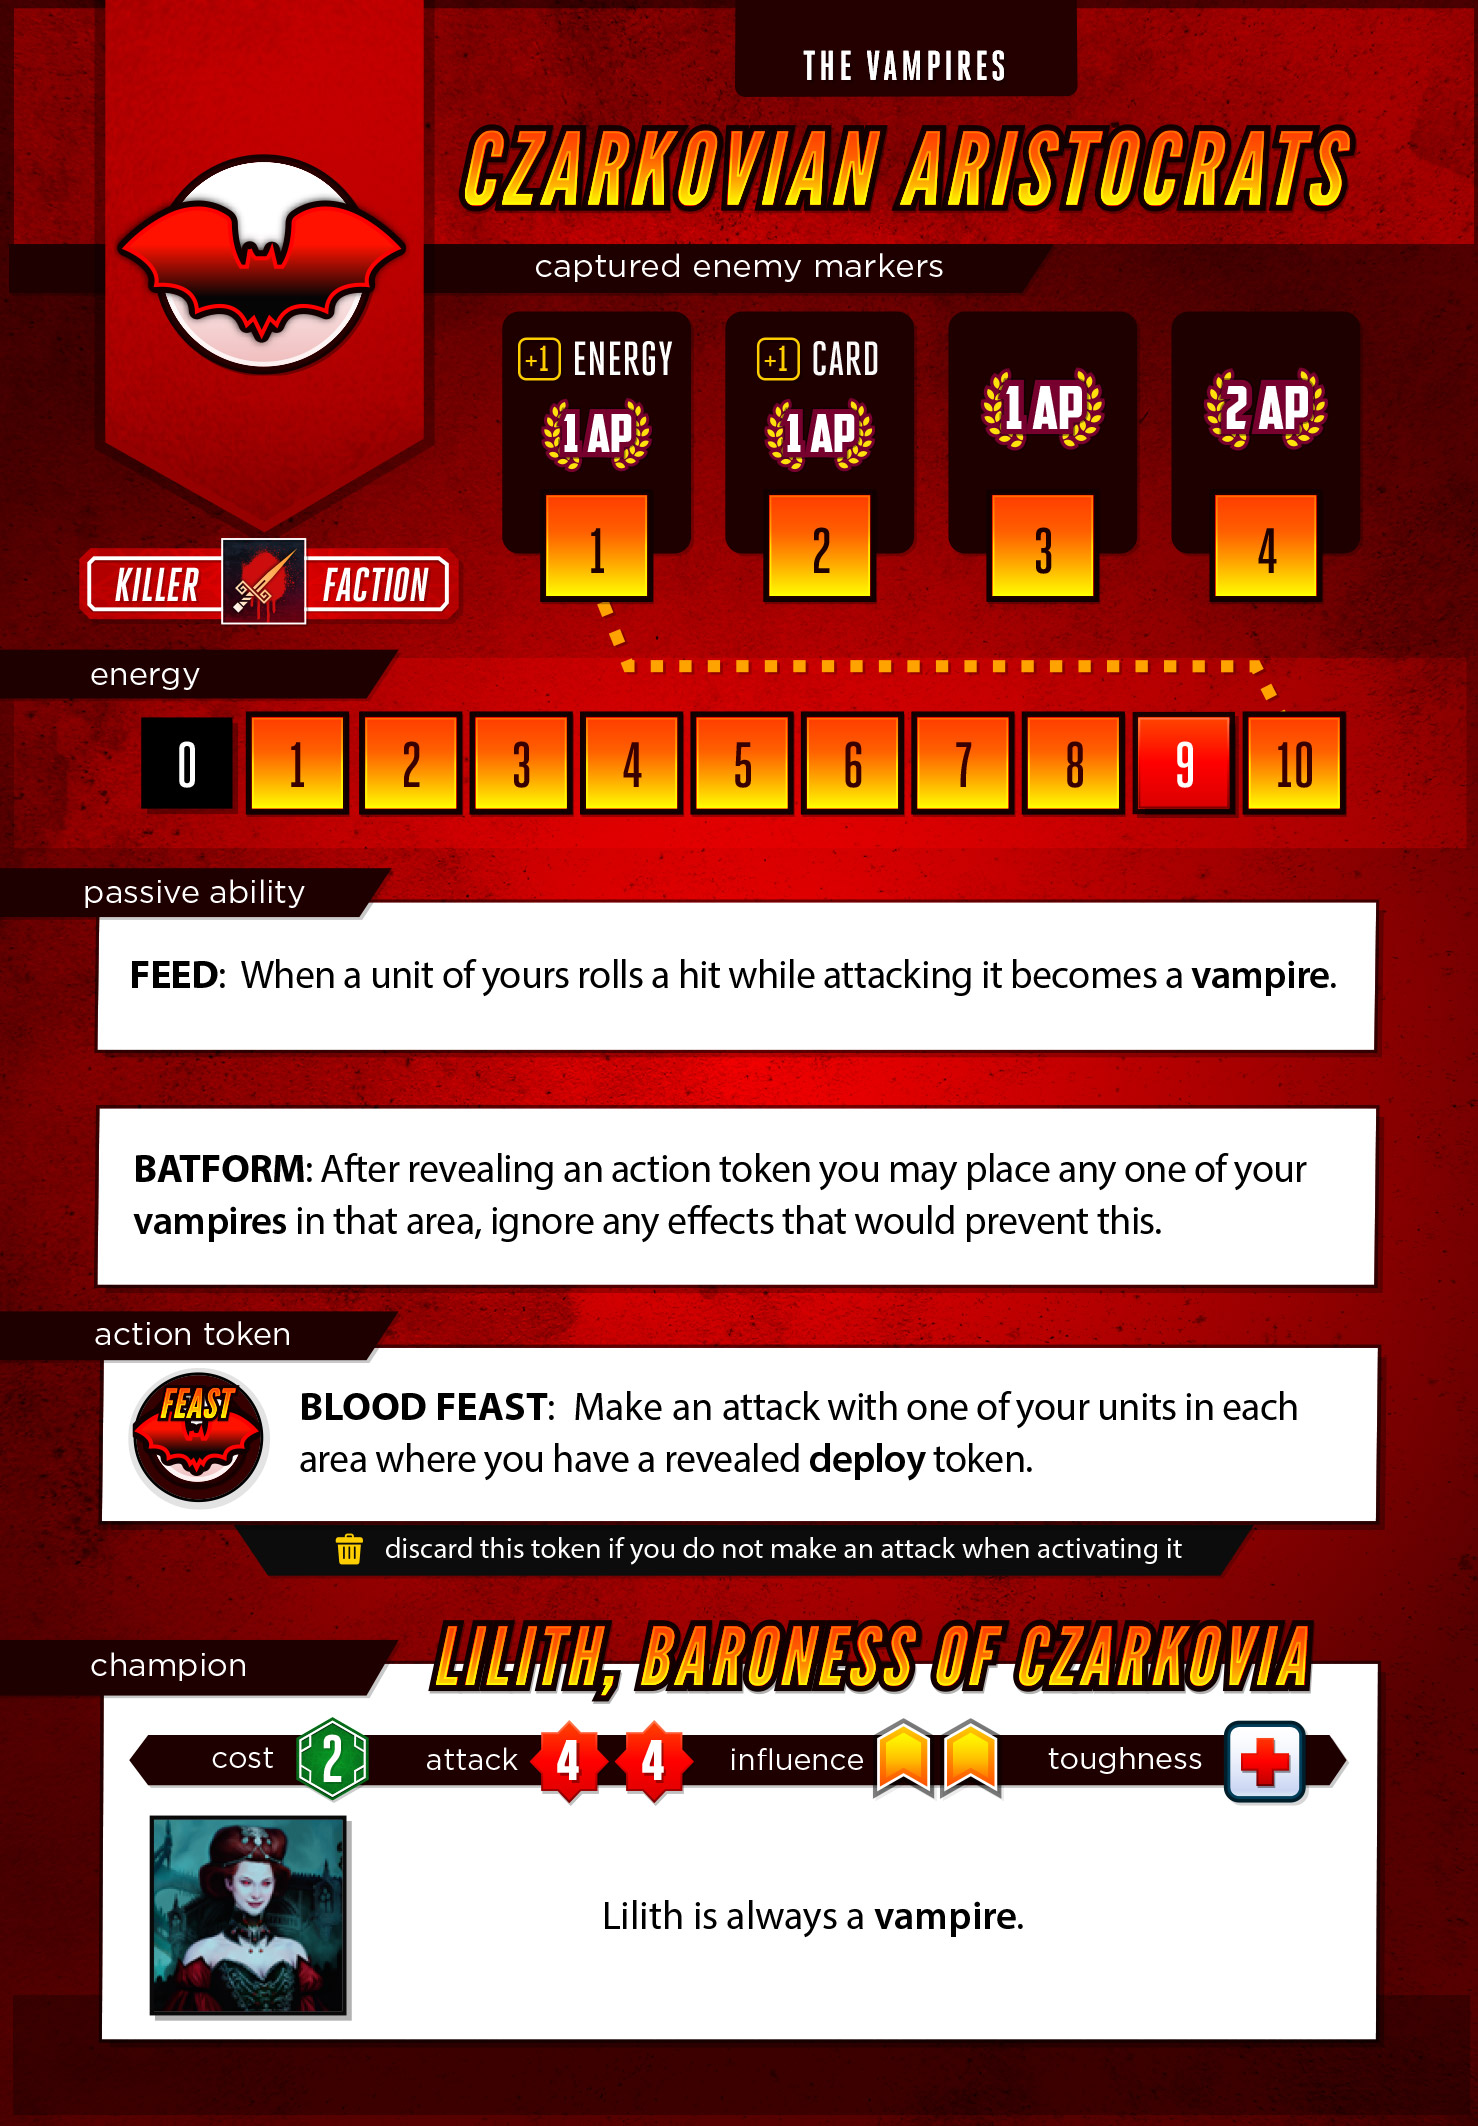 THE VAMPIRES
CZARKOVIAN ARISTOCRATS
captured enemy markers
+1 ENERGY
1 AP
1
+1 CARD
1 AP
2
1 AP
3
2 AP
4
KILLER FACTION
energy
0 1 2 3 4 5 6 7 8 9 10
passive ability
FEED: When a unit of yours rolls a hit while attacking it becomes a vampire.
BATFORM: After revealing an action token you may place any one of your
vampires in that area, ignore any effects that would prevent this.
action token
FEAST
BLOOD FEAST: Make an attack with one of your units in each
area where you have a revealed deploy token.
discard this token if you do not make an attack when activating it
champion
LILITH, BARONESS OF CZARKOVIA
cost 2 attack 4 4 influence toughness
Lilith is always a vampire.